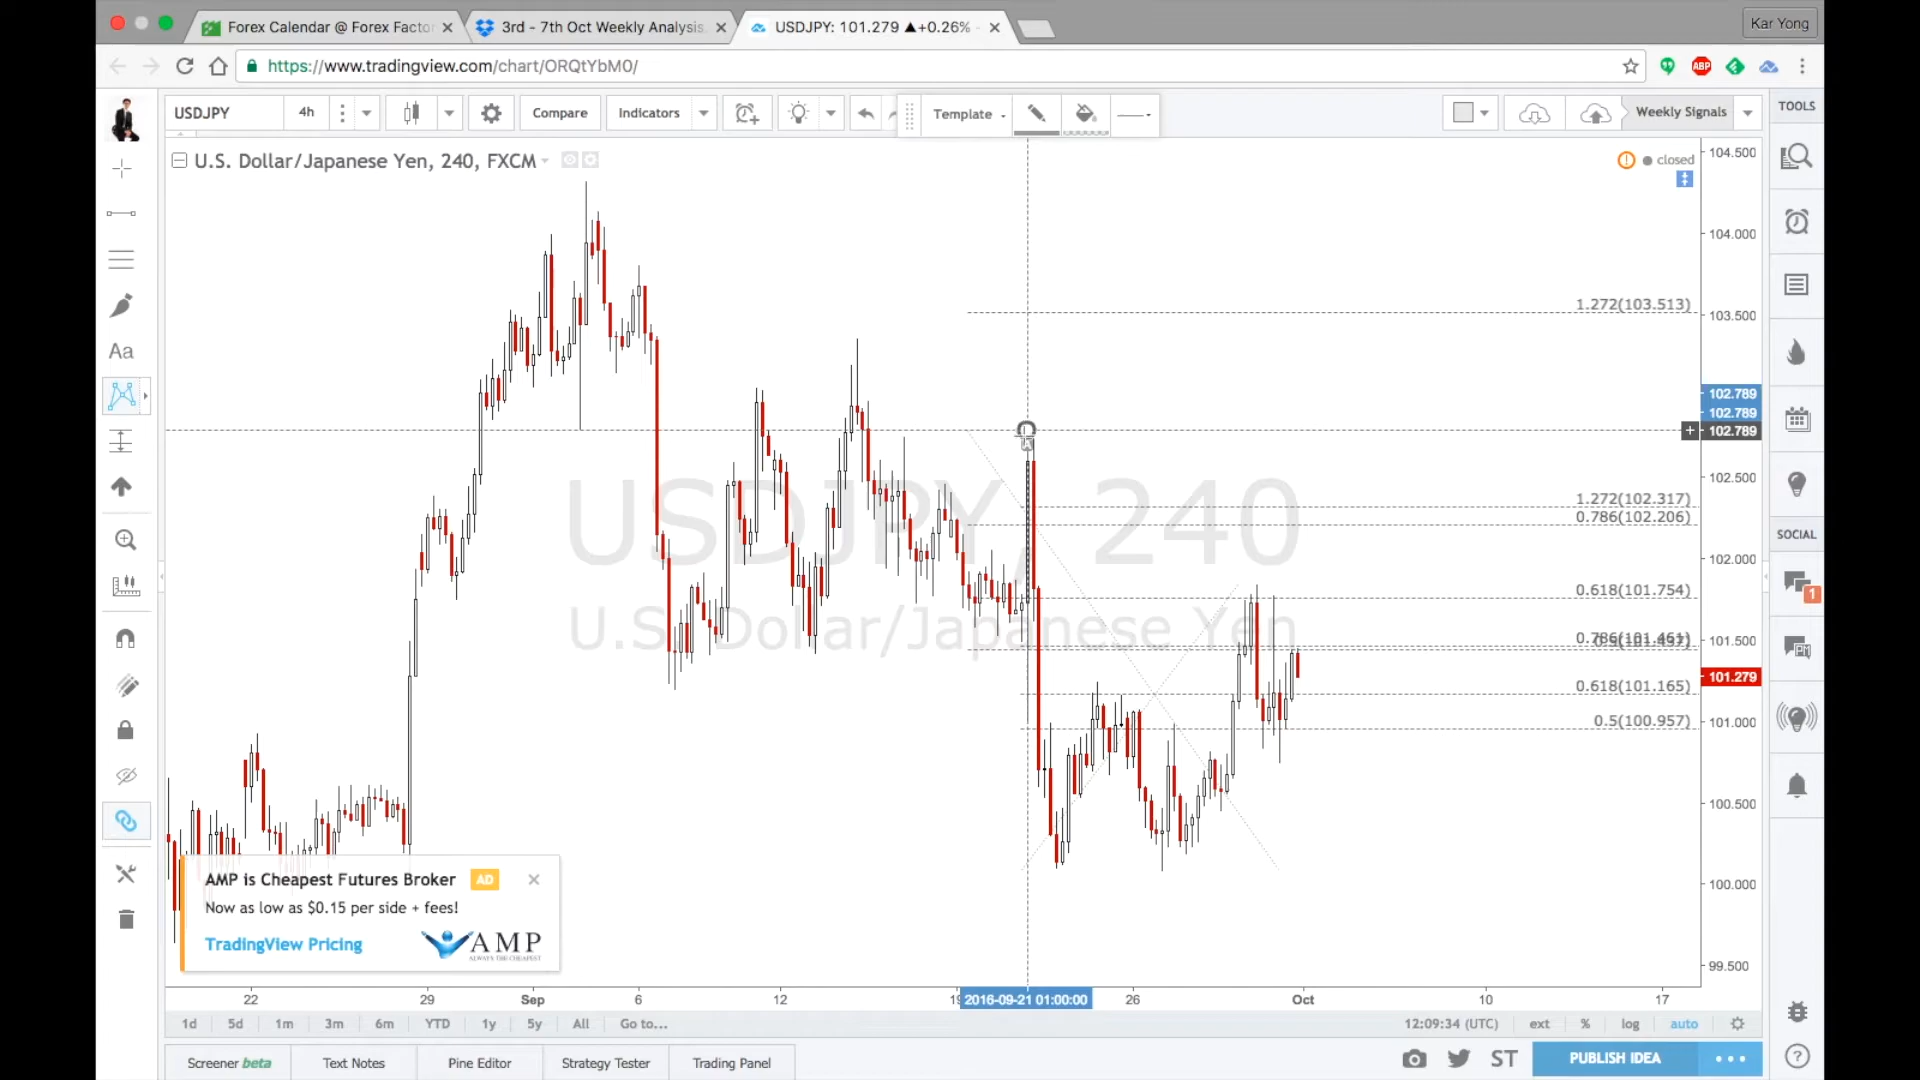 Forex Calendar @ Forex Factor
3rd - 7th Oct Weekly Analysis.
USDJPY: 101.279 ▲+0.26%
Kar Yong
https://www.tradingview.com/chart/ORQtYbM0/
ABP
USDJPY
4h
Compare
Indicators
Template
Weekly Signals
TOOLS
U.S. Dollar/Japanese Yen, 240, FXCM
closed
104.500
104.000
1.272(103.513)
103.500
102.789
102.789
102.789
102.500
1.272(102.317)
0.786(102.206)
USDJPY, 240
SOCIAL
102.000
0.618(101.754)
1
U.S. Dollar/Japanese Yen
101.500
101.279
0.618(101.165)
101.000
0.5(100.957)
100.500
100.000
99.500
Aa
AMP is Cheapest Futures Broker
AD
Now as low as $0.15 per side + fees!
TradingView Pricing
AMP
ALWAYS THE CHEAPEST
22
29
Sep
6
12
19
2016-09-21 01:00:00
26
Oct
10
17
1d
5d
1m
3m
6m
YTD
1y
5y
All
Go to...
12:09:34 (UTC)
ext
%
log
auto
Screener beta
Text Notes
Pine Editor
Strategy Tester
Trading Panel
ST
PUBLISH IDEA